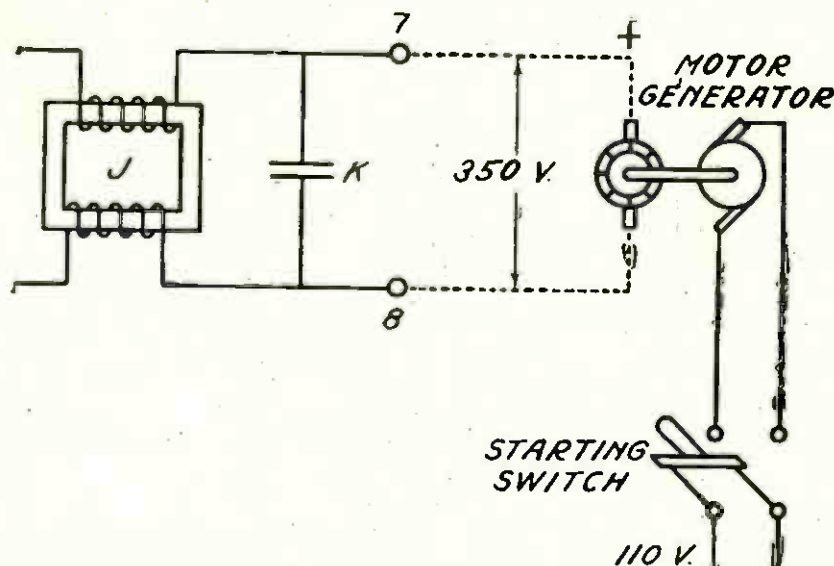 7
+
MOTOR
GENERATOR
J
K
350 V.
8
STARTING
SWITCH
110 V.